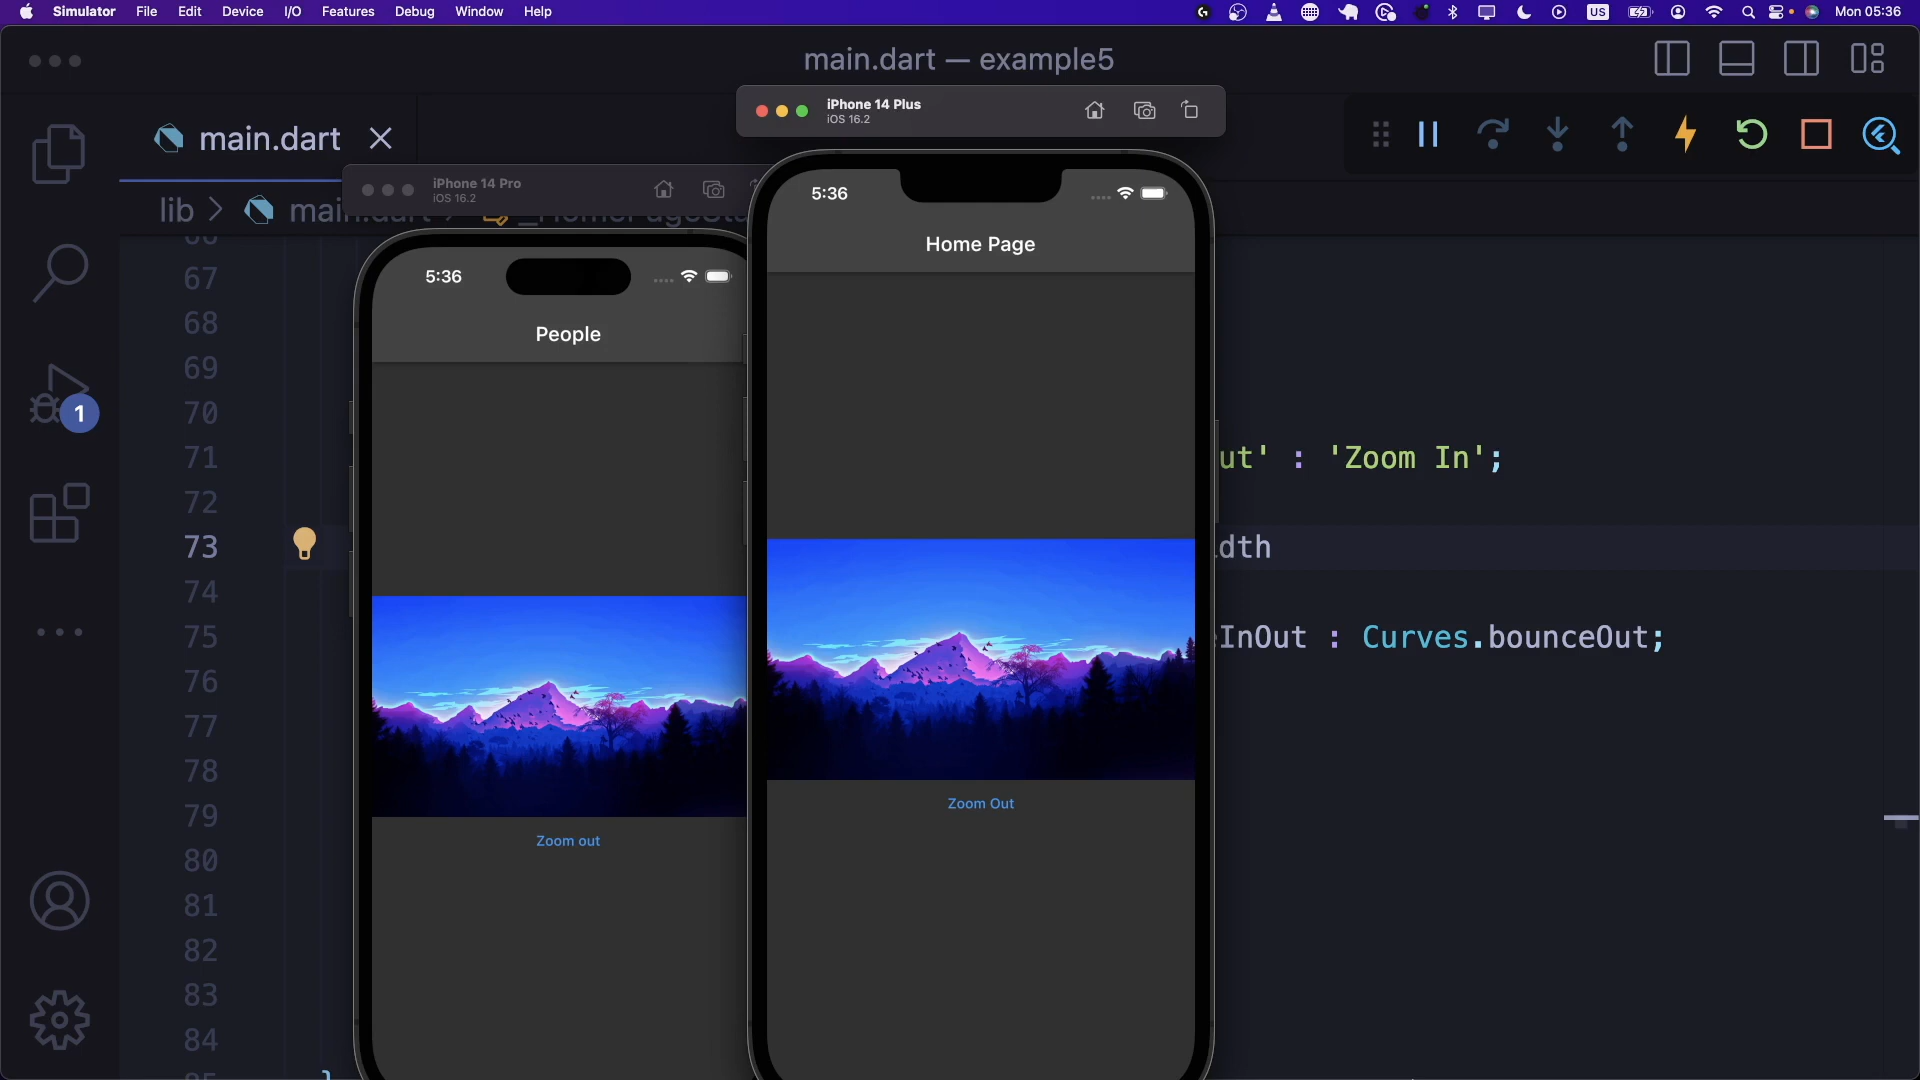 Simulator File Edit Device I/O Features Debug Window Help
US
Mon 05:36
main.dart — example5
main.dart
iPhone 14 Plus
iOS 16.2
iPhone 14 Pro
iOS 16.2
lib > main.dart
5:36
Home Page
5:36
People
67
68
69
70
71
ut' : 'Zoom In';
72
73
dth
74
75
InOut : Curves.bounceOut;
76
77
78
79
80
81
82
83
84
1
Zoom Out
Zoom out
}